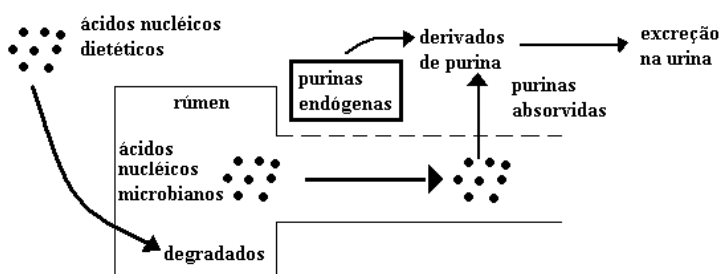 ácidos nucléicos
dietéticos
rúmen
ácidos
nucléicos
microbianos
degradados
purinas
endógenas
derivados
de purina
purinas
absorvidas
excreção
na urina